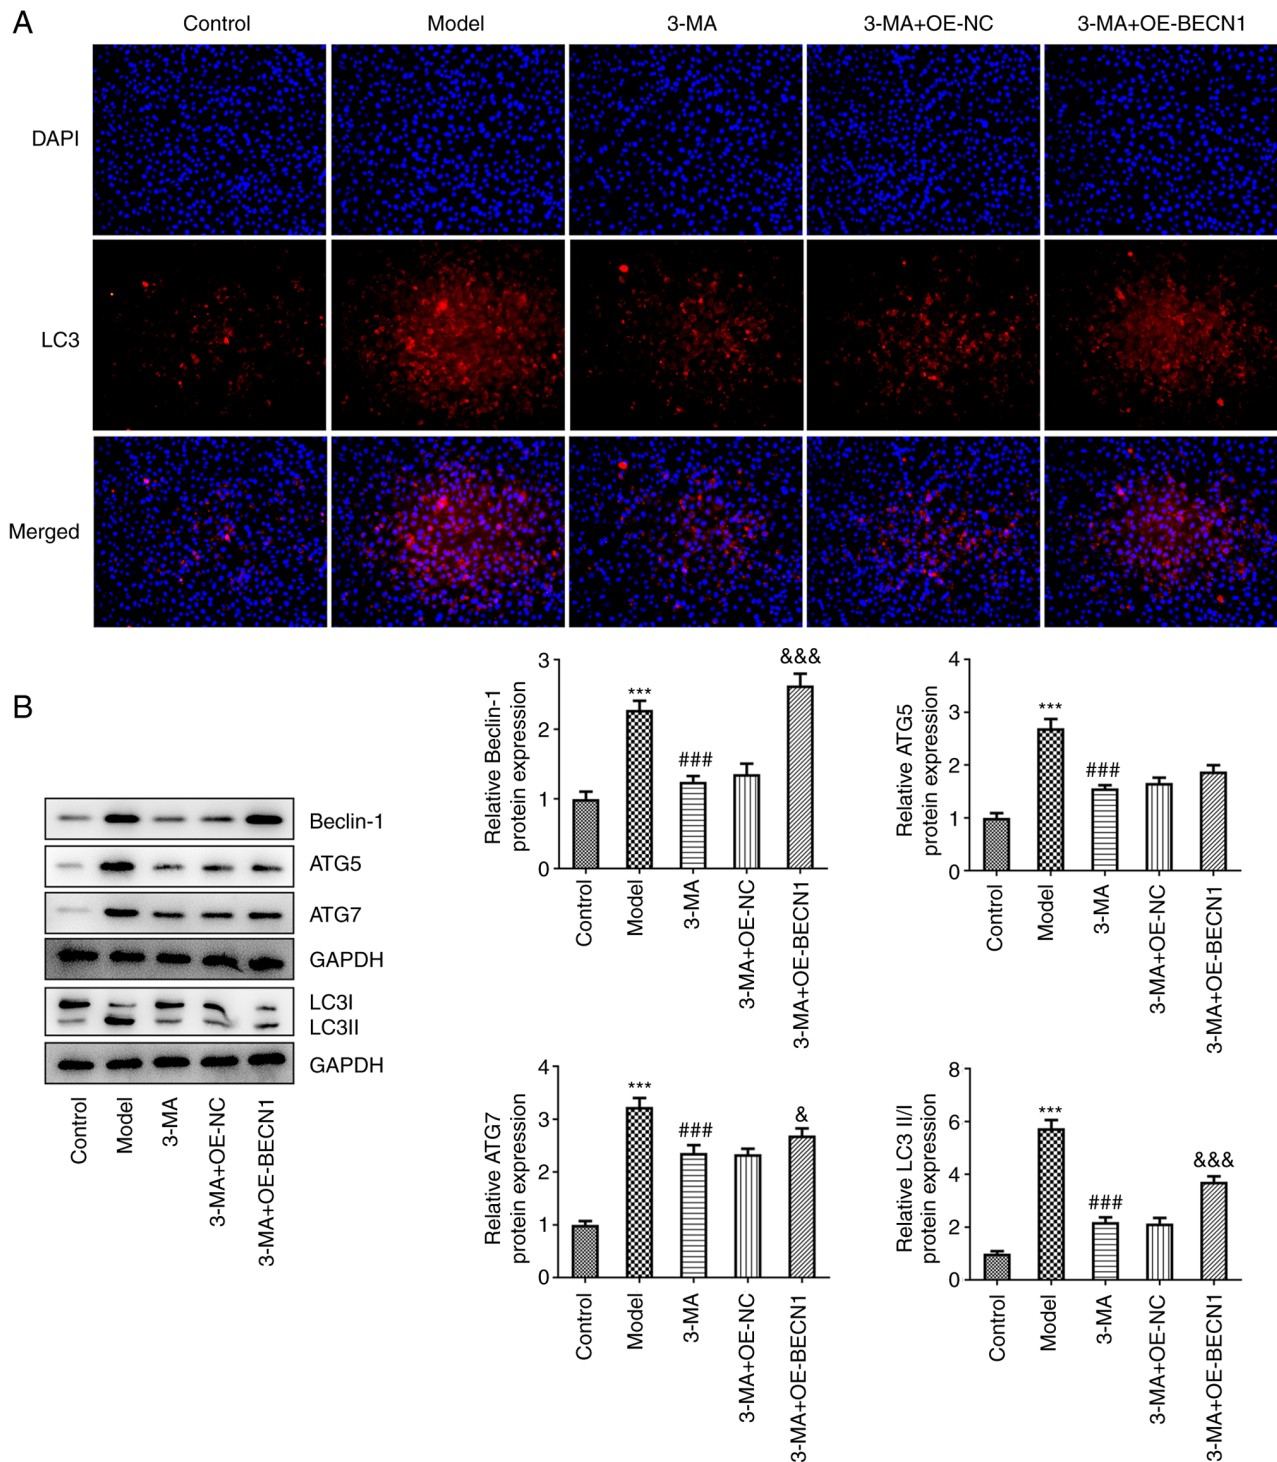 A
Control Model 3-MA 3-MA+OE-NC 3-MA+OE-BECN1
DAPI
LC3
Merged
B
Beclin-1
ATG5
ATG7
GAPDH
LC3I
LC3II
GAPDH
Control
Model
3-MA
3-MA+OE-NC
3-MA+OE-BECN1
Relative Beclin-1
protein expression
3
2
1
0
***
###
&&&
Control
Model
3-MA
3-MA+OE-NC
3-MA+OE-BECN1
Relative ATG5
protein expression
4
3
2
1
0
***
###
Control
Model
3-MA
3-MA+OE-NC
3-MA+OE-BECN1
Relative ATG7
protein expression
4
3
2
1
0
***
###
&
Control
Model
3-MA
3-MA+OE-NC
3-MA+OE-BECN1
Relative LC3 II/I
protein expression
8
6
4
2
0
***
###
&&&
Control
Model
3-MA
3-MA+OE-NC
3-MA+OE-BECN1